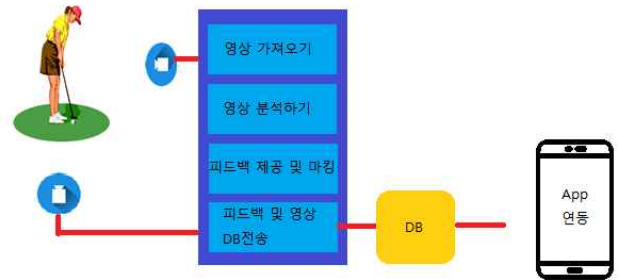 영상 가져오기
영상 분석하기
피드백 제공 및 마킹
피드백 및 영상
DB전송
DB
App
연동